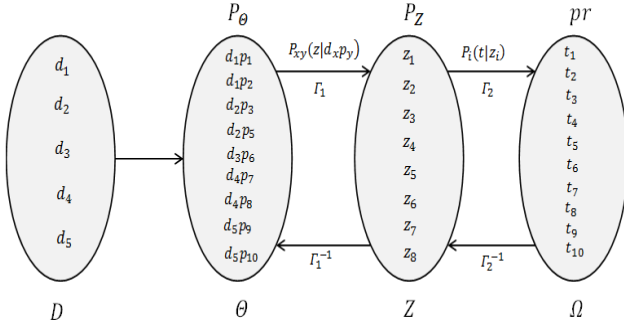 P_Θ P_Z pr
P_xy(z|d_x p_y) P_i(t|z_i)
Γ_1 Γ_2
d_1
d_2
d_3
d_4
d_5
d_1p_1
d_1p_2
d_2p_3
d_2p_5
d_3p_6
d_4p_7
d_4p_8
d_5p_9
d_5p_10
z_1
z_2
z_3
z_4
z_5
z_6
z_7
z_8
t_1
t_2
t_3
t_4
t_5
t_6
t_7
t_8
t_9
t_10
Γ_1^-1 Γ_2^-1
D Θ Z Ω